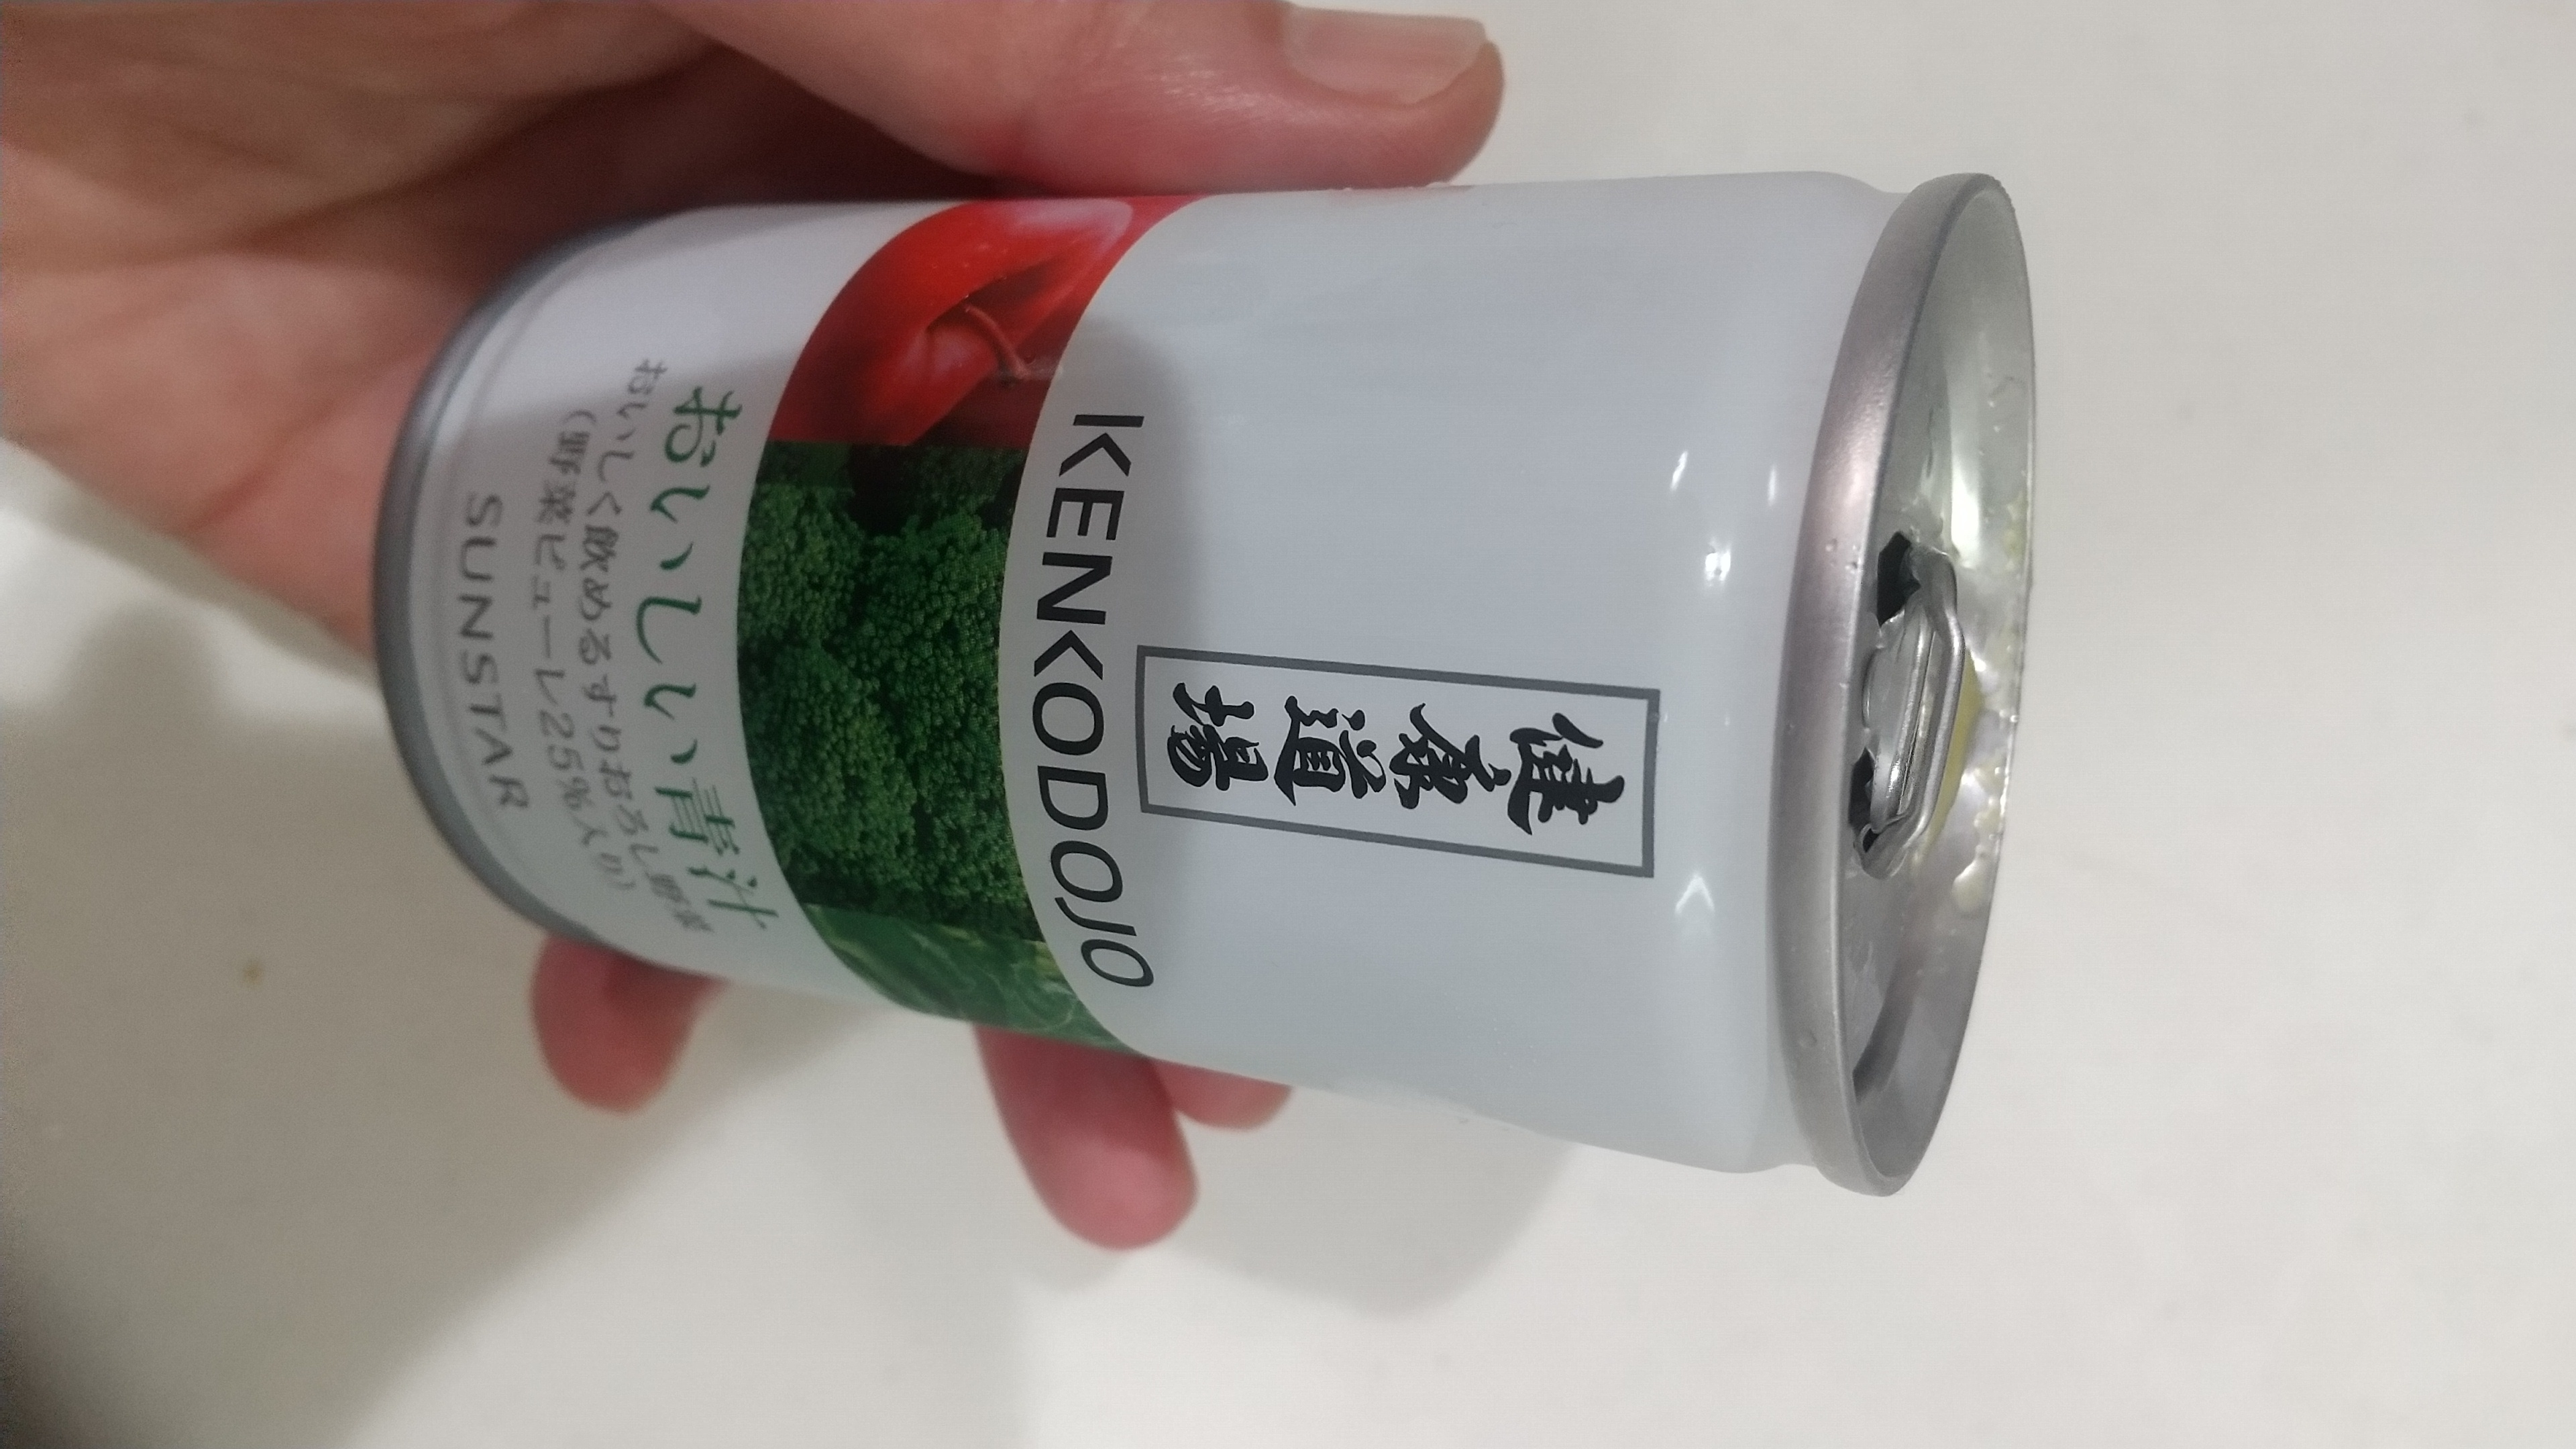 健康道場
KENKODOJO
おいしい青汁
おいしく飲めるすりおろし野菜
(野菜ピューレ25%入り)
SUNSTAR